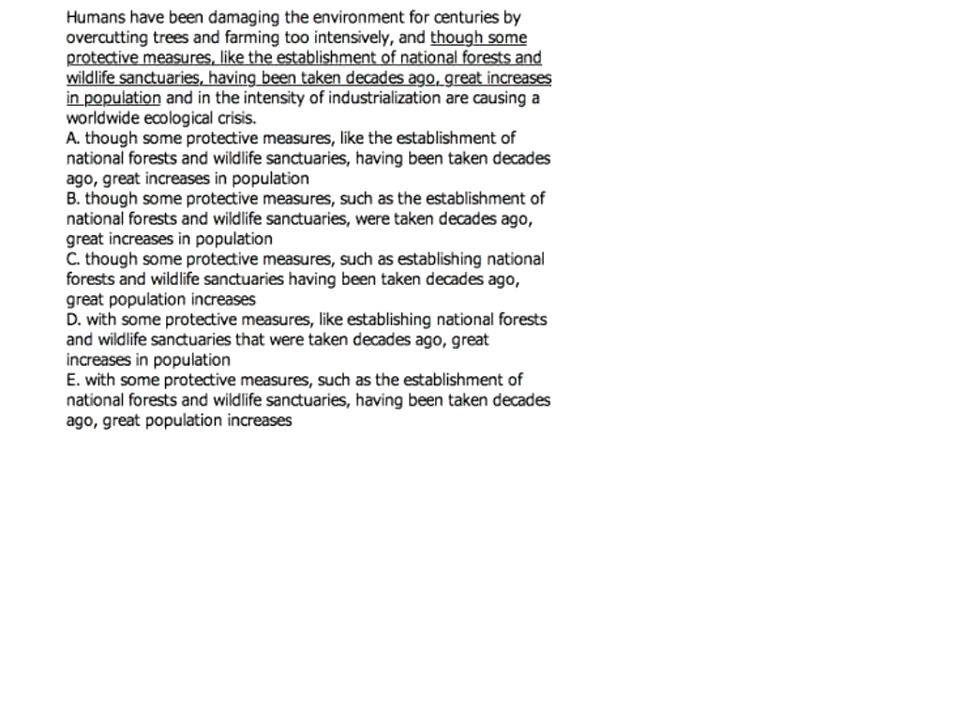 Humans have been damaging the environment for centuries by
overcutting trees and farming too intensively, and though some
protective measures, like the establishment of national forests and
wildlife sanctuaries, having been taken decades ago, great increases
in population and in the intensity of industrialization are causing a
worldwide ecological crisis.
A. though some protective measures, like the establishment of
national forests and wildlife sanctuaries, having been taken decades
ago, great increases in population
B. though some protective measures, such as the establishment of
national forests and wildlife sanctuaries, were taken decades ago,
great increases in population
C. though some protective measures, such as establishing national
forests and wildlife sanctuaries having been taken decades ago,
great population increases
D. with some protective measures, like establishing national forests
and wildlife sanctuaries that were taken decades ago, great
increases in population
E. with some protective measures, such as the establishment of
national forests and wildlife sanctuaries, having been taken decades
ago, great population increases